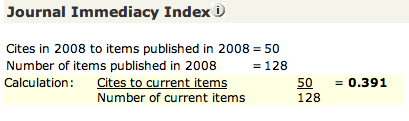 Journal Immediacy Index i
Cites in 2008 to items published in 2008 = 50
Number of items published in 2008 = 128
Calculation: Cites to current items 50 = 0.391
Number of current items 128